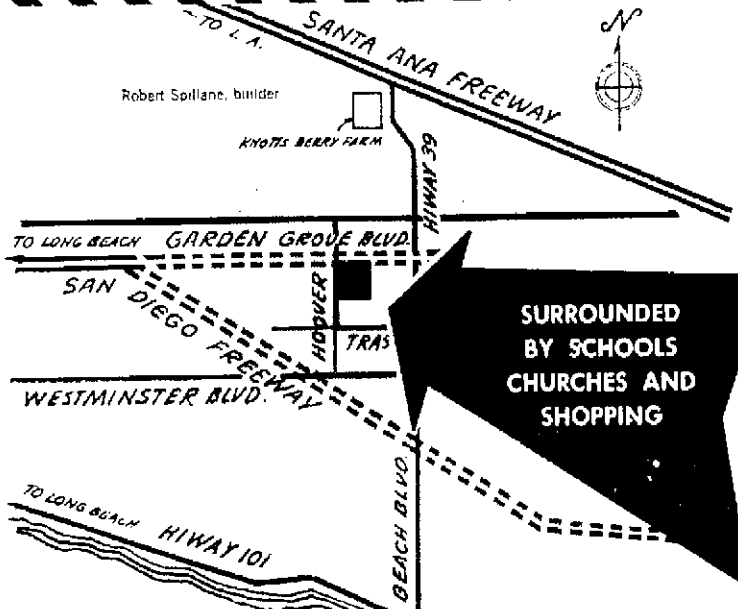 TO L.A.
SANTA ANA FREEWAY
N
Robert Spillane, builder
KNOTTS BERRY FARM
HIWAY 39
TO LONG BEACH
GARDEN GROVE BLVD.
SAN DIEGO FREEWAY
HOOVER
TRAS
WESTMINSTER BLVD.
SURROUNDED
BY SCHOOLS
CHURCHES AND
SHOPPING
TO LONG BEACH
HIWAY 101
BEACH BLVD.